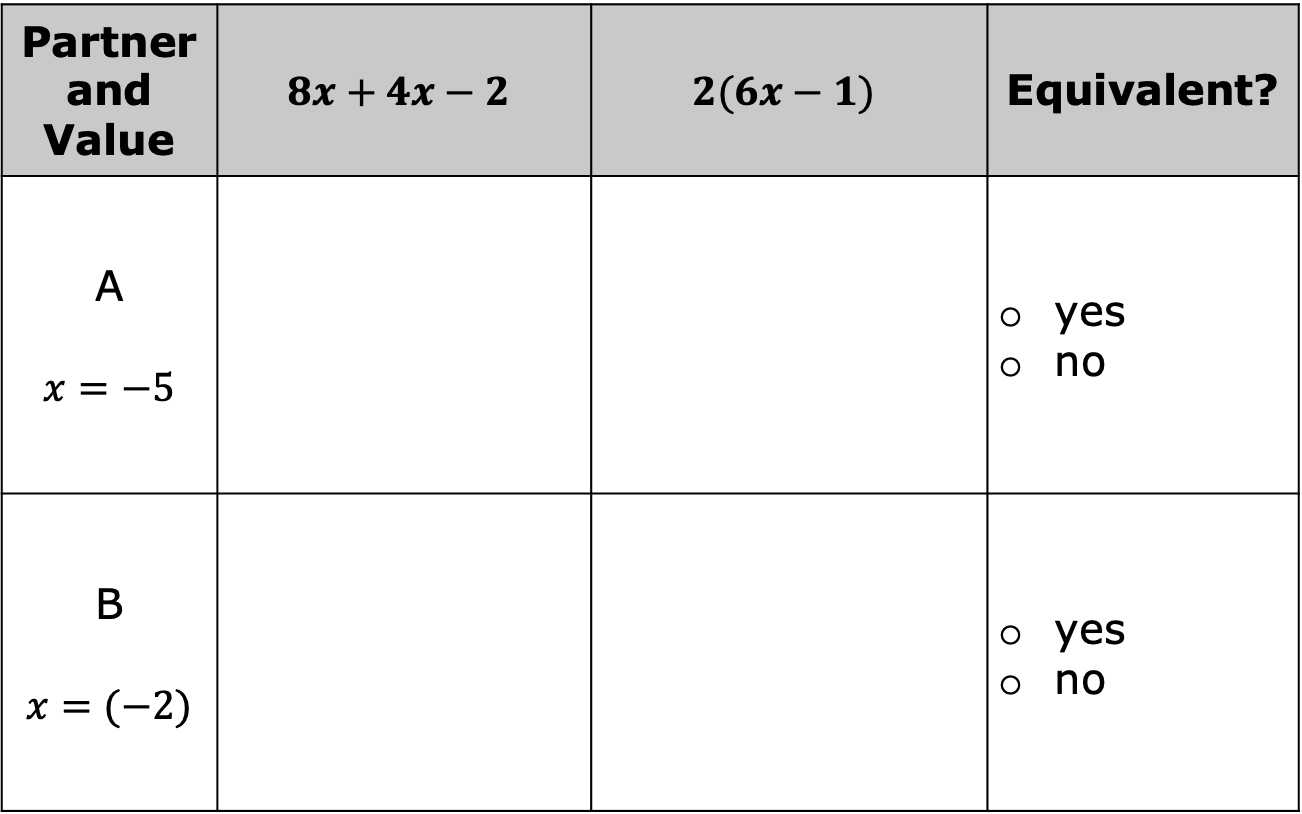 Partner
and
Value
8x + 4x − 2
2(6x − 1)
Equivalent?
A
x = −5
○ yes
○ no
B
x = (−2)
○ yes
○ no